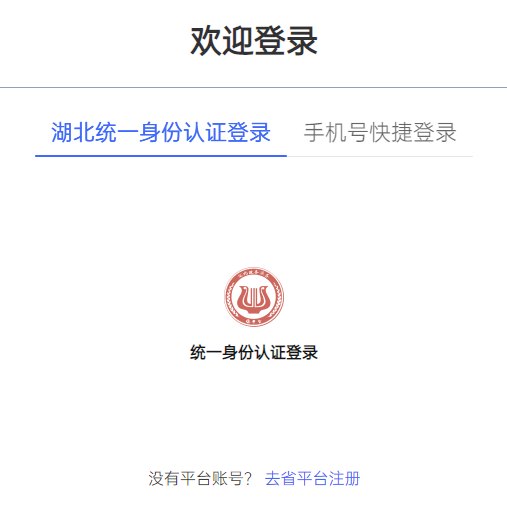 欢迎登录
湖北统一身份认证登录
手机号快捷登录
统一身份认证登录
没有平台账号？ 去省平台注册